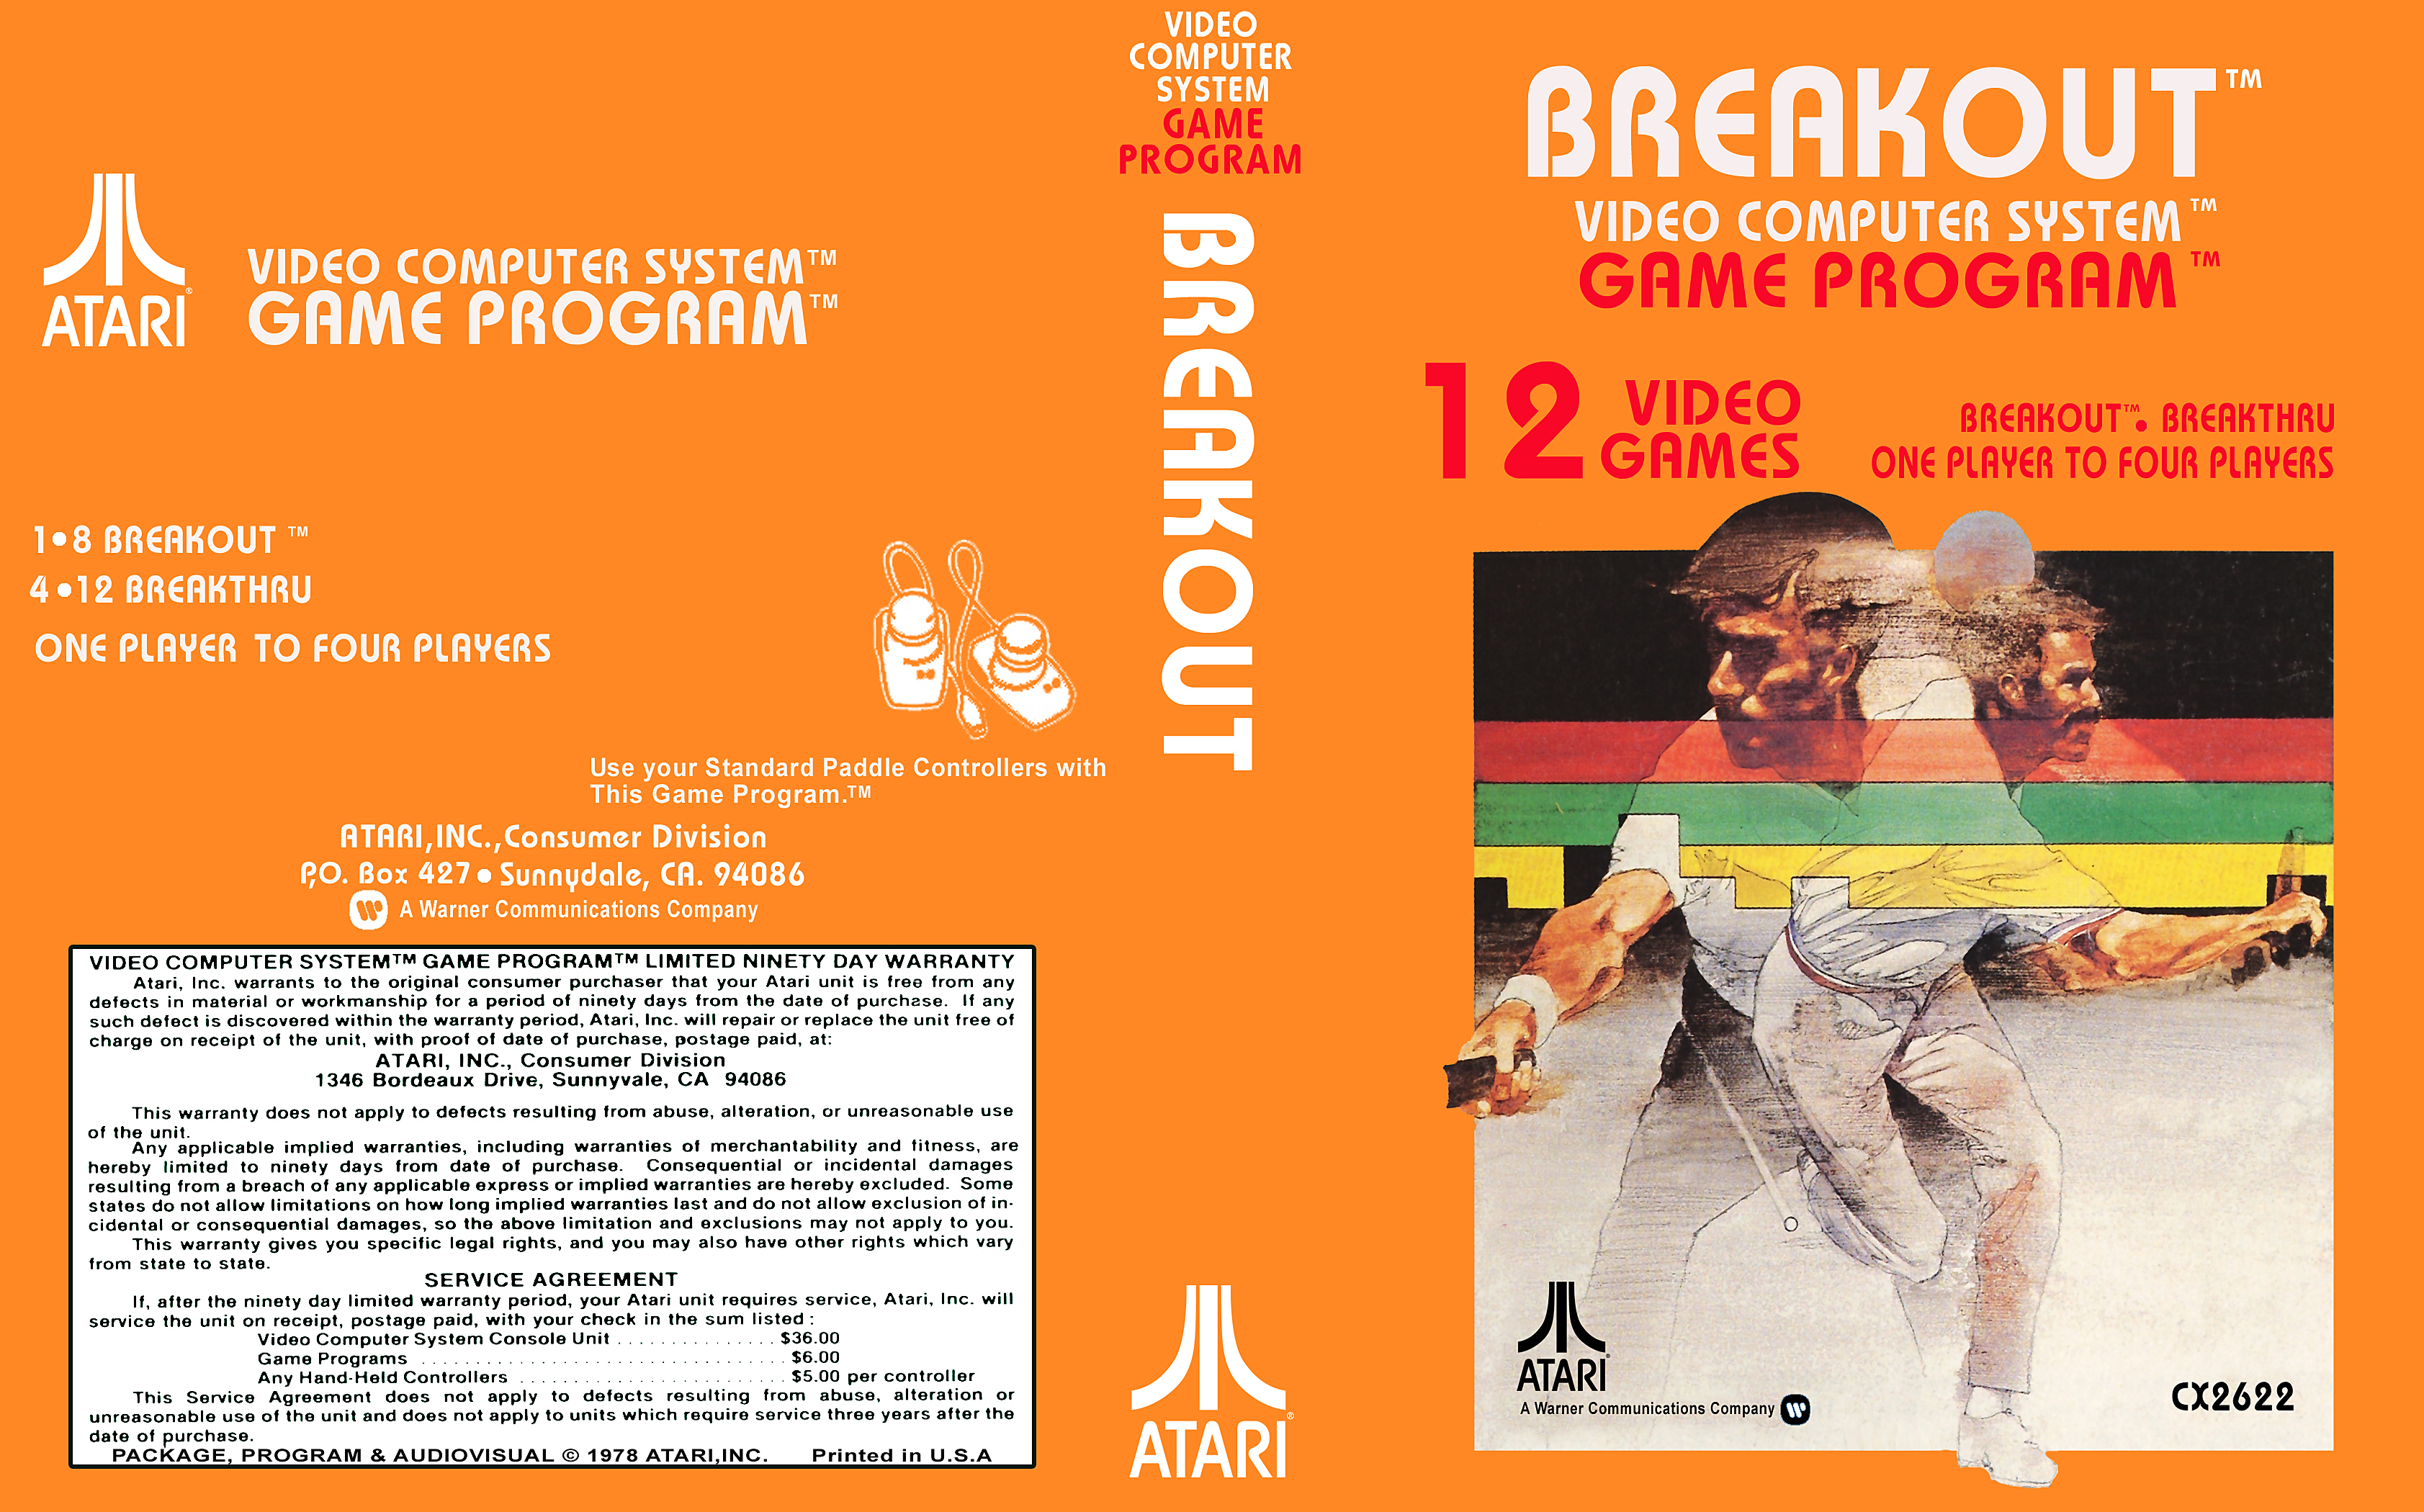 ATARI®
VIDEO COMPUTER SYSTEM™
GAME PROGRAM™
1•8 BREAKOUT ™
4 •12 BREAKTHRU
ONE PLAYER TO FOUR PLAYERS
Use your Standard Paddle Controllers with
This Game Program.™
ATARI,INC.,Consumer Division
P,O. Box 427 • Sunnydale, CA. 94086
A Warner Communications Company
VIDEO COMPUTER SYSTEM™ GAME PROGRAM™ LIMITED NINETY DAY WARRANTY
Atari, Inc. warrants to the original consumer purchaser that your Atari unit is free from any
defects in material or workmanship for a period of ninety days from the date of purchase. If any
such defect is discovered within the warranty period, Atari, Inc. will repair or replace the unit free of
charge on receipt of the unit, with proof of date of purchase, postage paid, at:
ATARI, INC., Consumer Division
1346 Bordeaux Drive, Sunnyvale, CA 94086
This warranty does not apply to defects resulting from abuse, alteration, or unreasonable use
of the unit.
Any applicable implied warranties, including warranties of merchantability and fitness, are
hereby limited to ninety days from date of purchase. Consequential or incidental damages
resulting from a breach of any applicable express or implied warranties are hereby excluded. Some
states do not allow limitations on how long implied warranties last and do not allow exclusion of in-
cidental or consequential damages, so the above limitation and exclusions may not apply to you.
This warranty gives you specific legal rights, and you may also have other rights which vary
from state to state.
SERVICE AGREEMENT
If, after the ninety day limited warranty period, your Atari unit requires service, Atari, Inc. will
service the unit on receipt, postage paid, with your check in the sum listed :
Video Computer System Console Unit . . . . . . . . . . . . . . . $36.00
Game Programs . . . . . . . . . . . . . . . . . . . . . . . . . . . . . . . . . . $6.00
Any Hand-Held Controllers . . . . . . . . . . . . . . . . . . . . . . . . . $5.00 per controller
This Service Agreement does not apply to defects resulting from abuse, alteration or
unreasonable use of the unit and does not apply to units which require service three years after the
date of purchase.
PACKAGE, PROGRAM & AUDIOVISUAL © 1978 ATARI,INC. Printed in U.S.A
VIDEO
COMPUTER
SYSTEM
GAME
PROGRAM
BREAKOUT
ATARI®
BREAKOUT™
VIDEO COMPUTER SYSTEM™
GAME PROGRAM™
12 VIDEO
GAMES
BREAKOUT™• BREAKTHRU
ONE PLAYER TO FOUR PLAYERS
ATARI®
A Warner Communications Company
CX2622